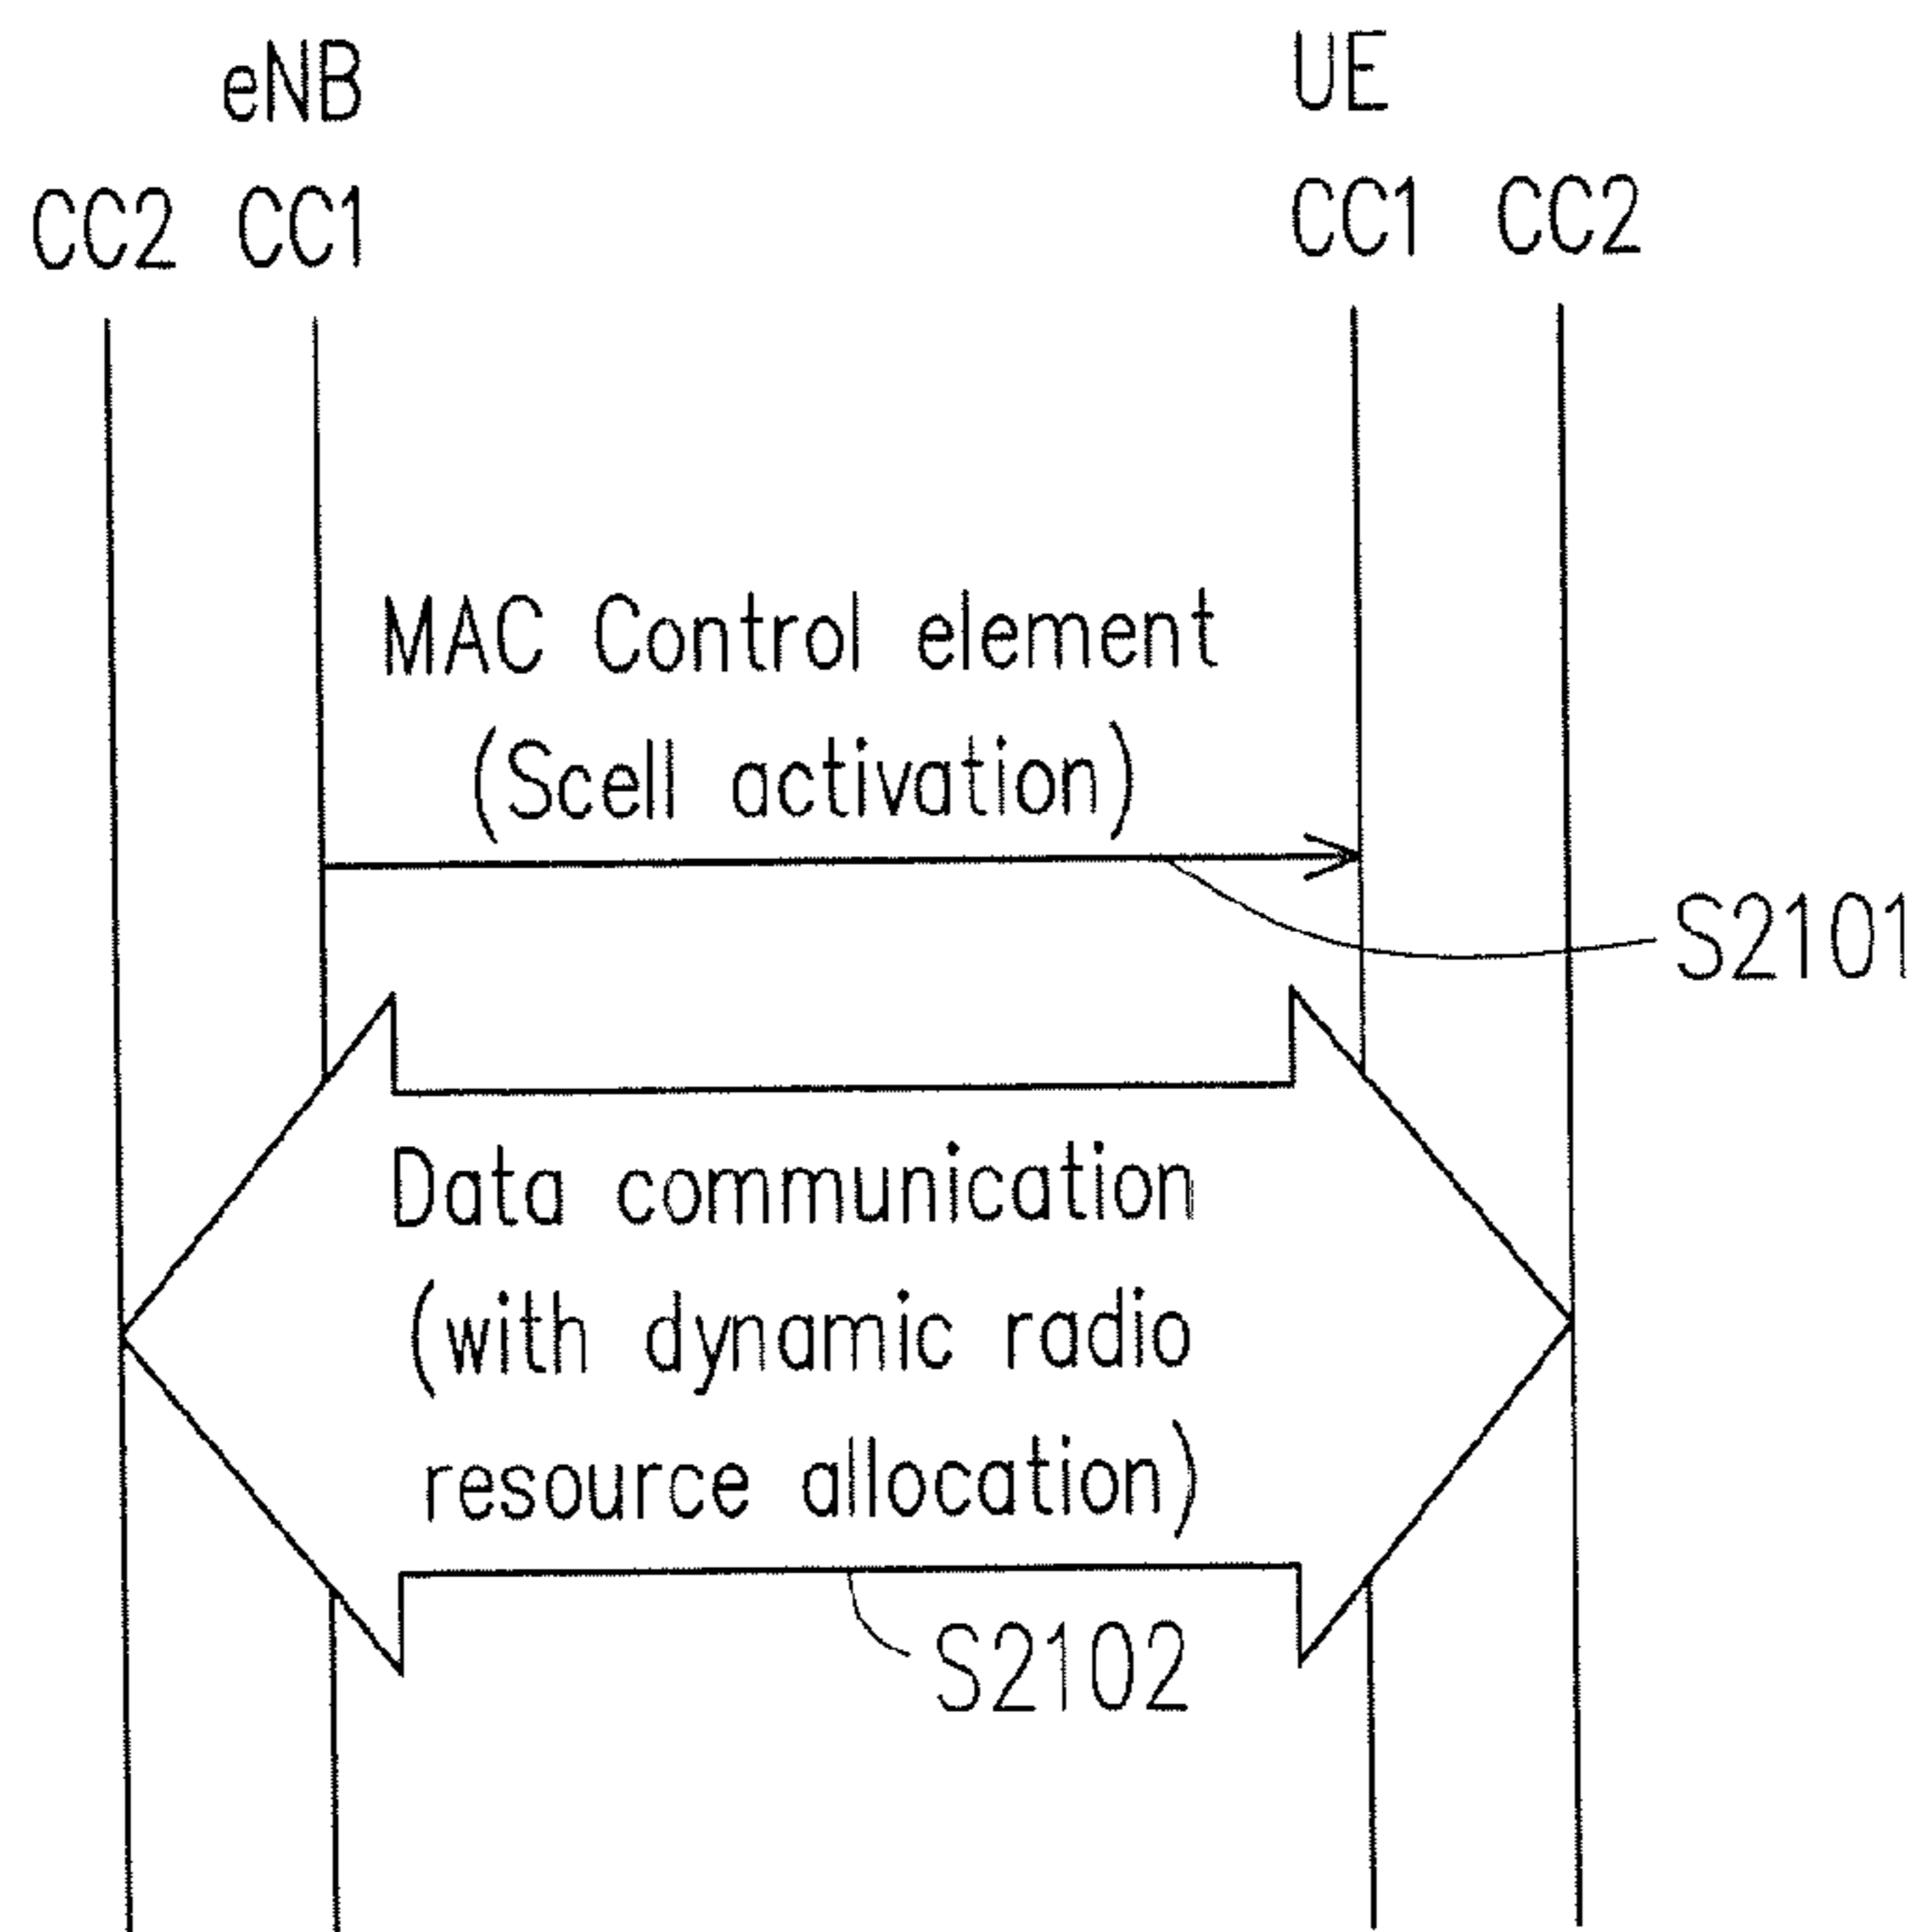 eNB UE
CC2 CC1 CC1 CC2
MAC Control element
(Scell activation)
S2101
Data communication
(with dynamic radio
resource allocation)
S2102